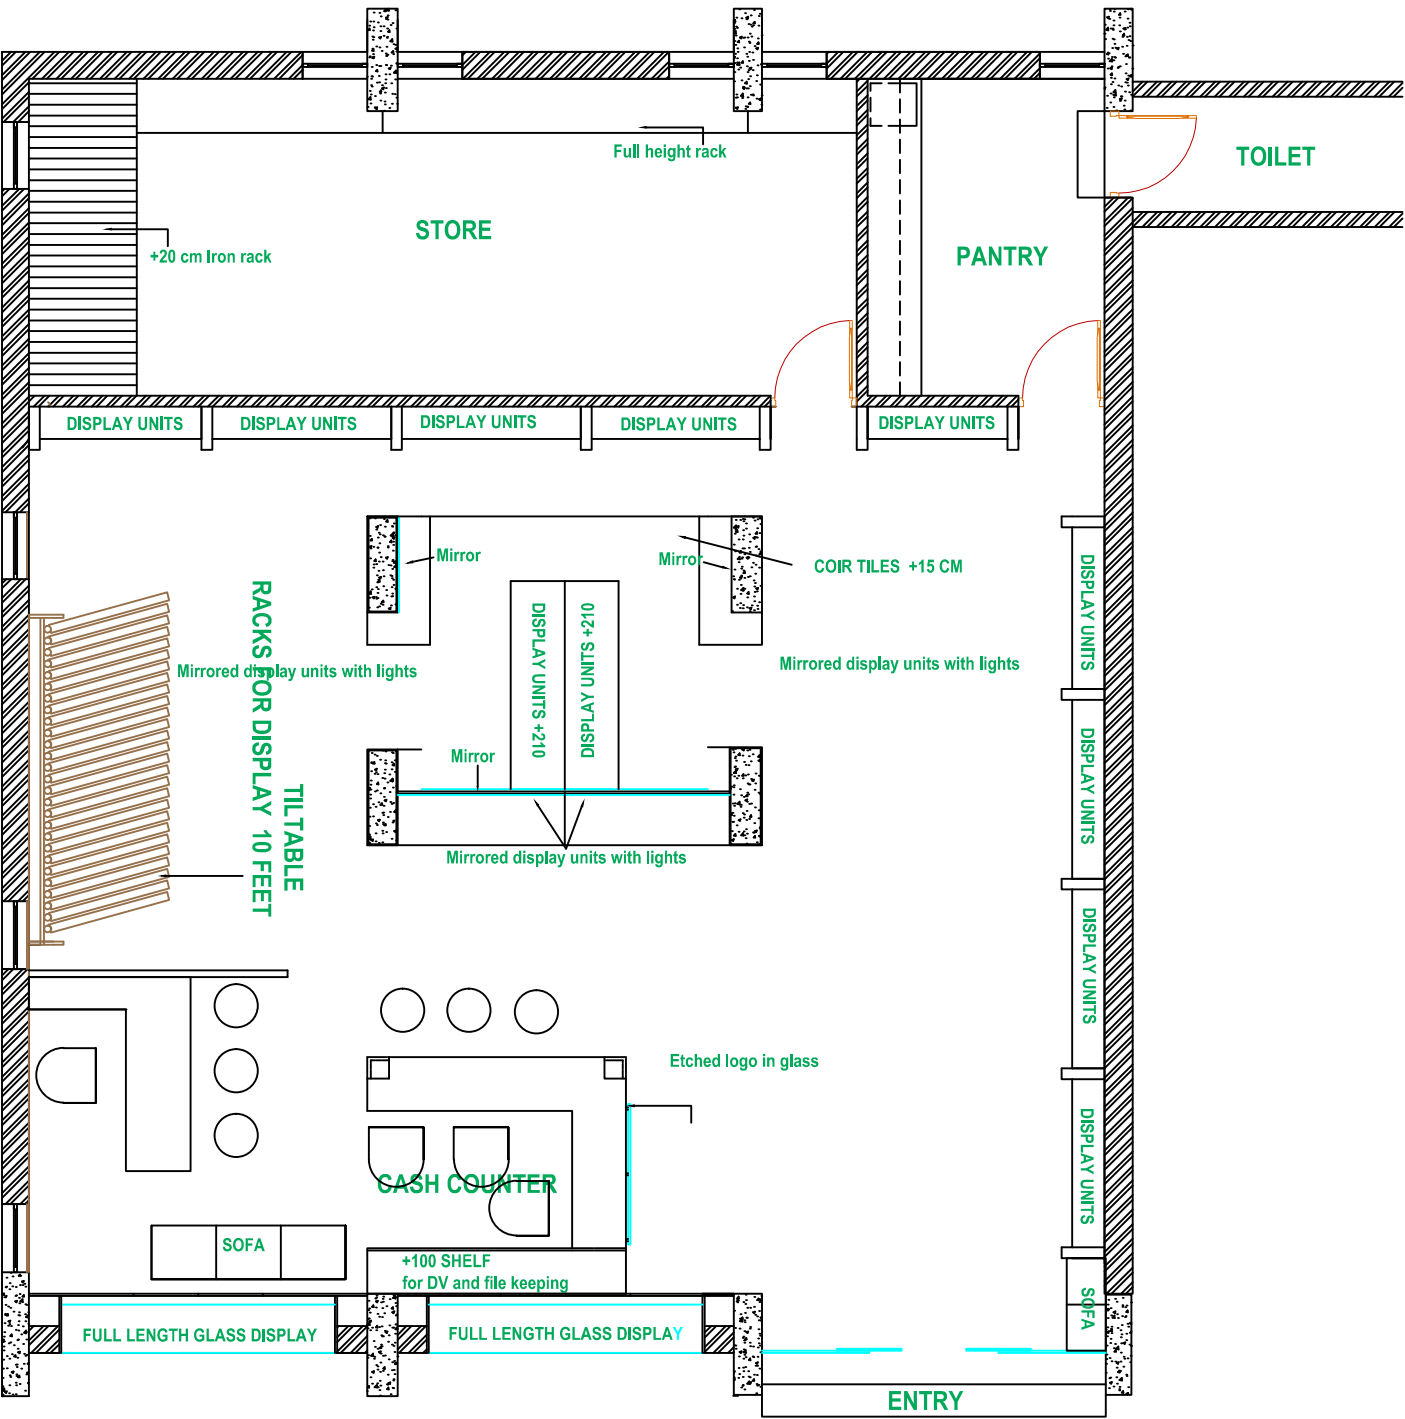 Full height rack
TOILET
STORE
+20 cm Iron rack
PANTRY
DISPLAY UNITS
DISPLAY UNITS
DISPLAY UNITS
DISPLAY UNITS
DISPLAY UNITS
Mirror
Mirror
COIR TILES +15 CM
DISPLAY UNITS +210
DISPLAY UNITS +210
DISPLAY UNITS
Mirrored display units with lights
Mirrored display units with lights
TILTABLE
RACKS FOR DISPLAY 10 FEET
Mirror
DISPLAY UNITS
Mirrored display units with lights
DISPLAY UNITS
Etched logo in glass
DISPLAY UNITS
CASH COUNTER
SOFA
+100 SHELF
for DV and file keeping
SOFA
FULL LENGTH GLASS DISPLAY
FULL LENGTH GLASS DISPLAY
ENTRY